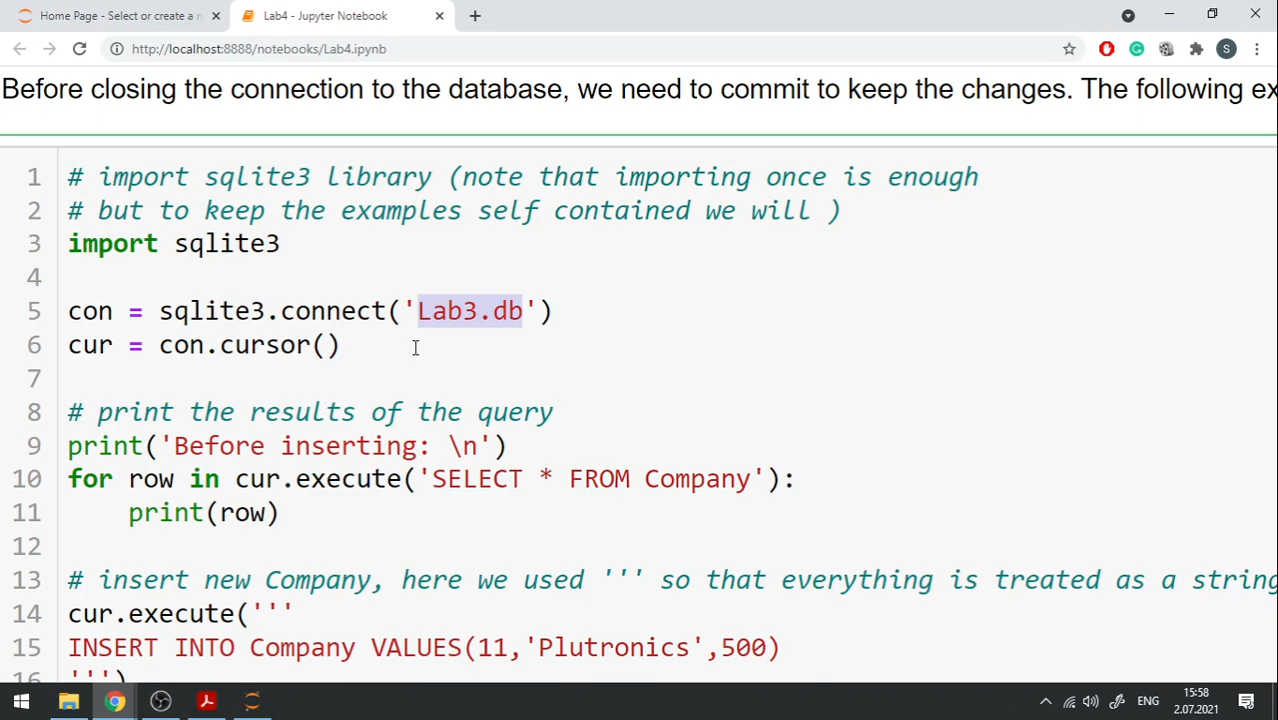 Home Page - Select or create a n
Lab4 - Jupyter Notebook
http://localhost:8888/notebooks/Lab4.ipynb
S
Before closing the connection to the database, we need to commit to keep the changes. The following ex
1 # import sqlite3 library (note that importing once is enough
2 # but to keep the examples self contained we will )
3 import sqlite3
4
5 con = sqlite3.connect('Lab3.db')
6 cur = con.cursor()
7
8 # print the results of the query
9 print('Before inserting: \n')
10 for row in cur.execute('SELECT * FROM Company'):
11 print(row)
12
13 # insert new Company, here we used ''' so that everything is treated as a string
14 cur.execute('''
15 INSERT INTO Company VALUES(11,'Plutronics',500)
16 ''')
ENG
15:58
2.07.2021